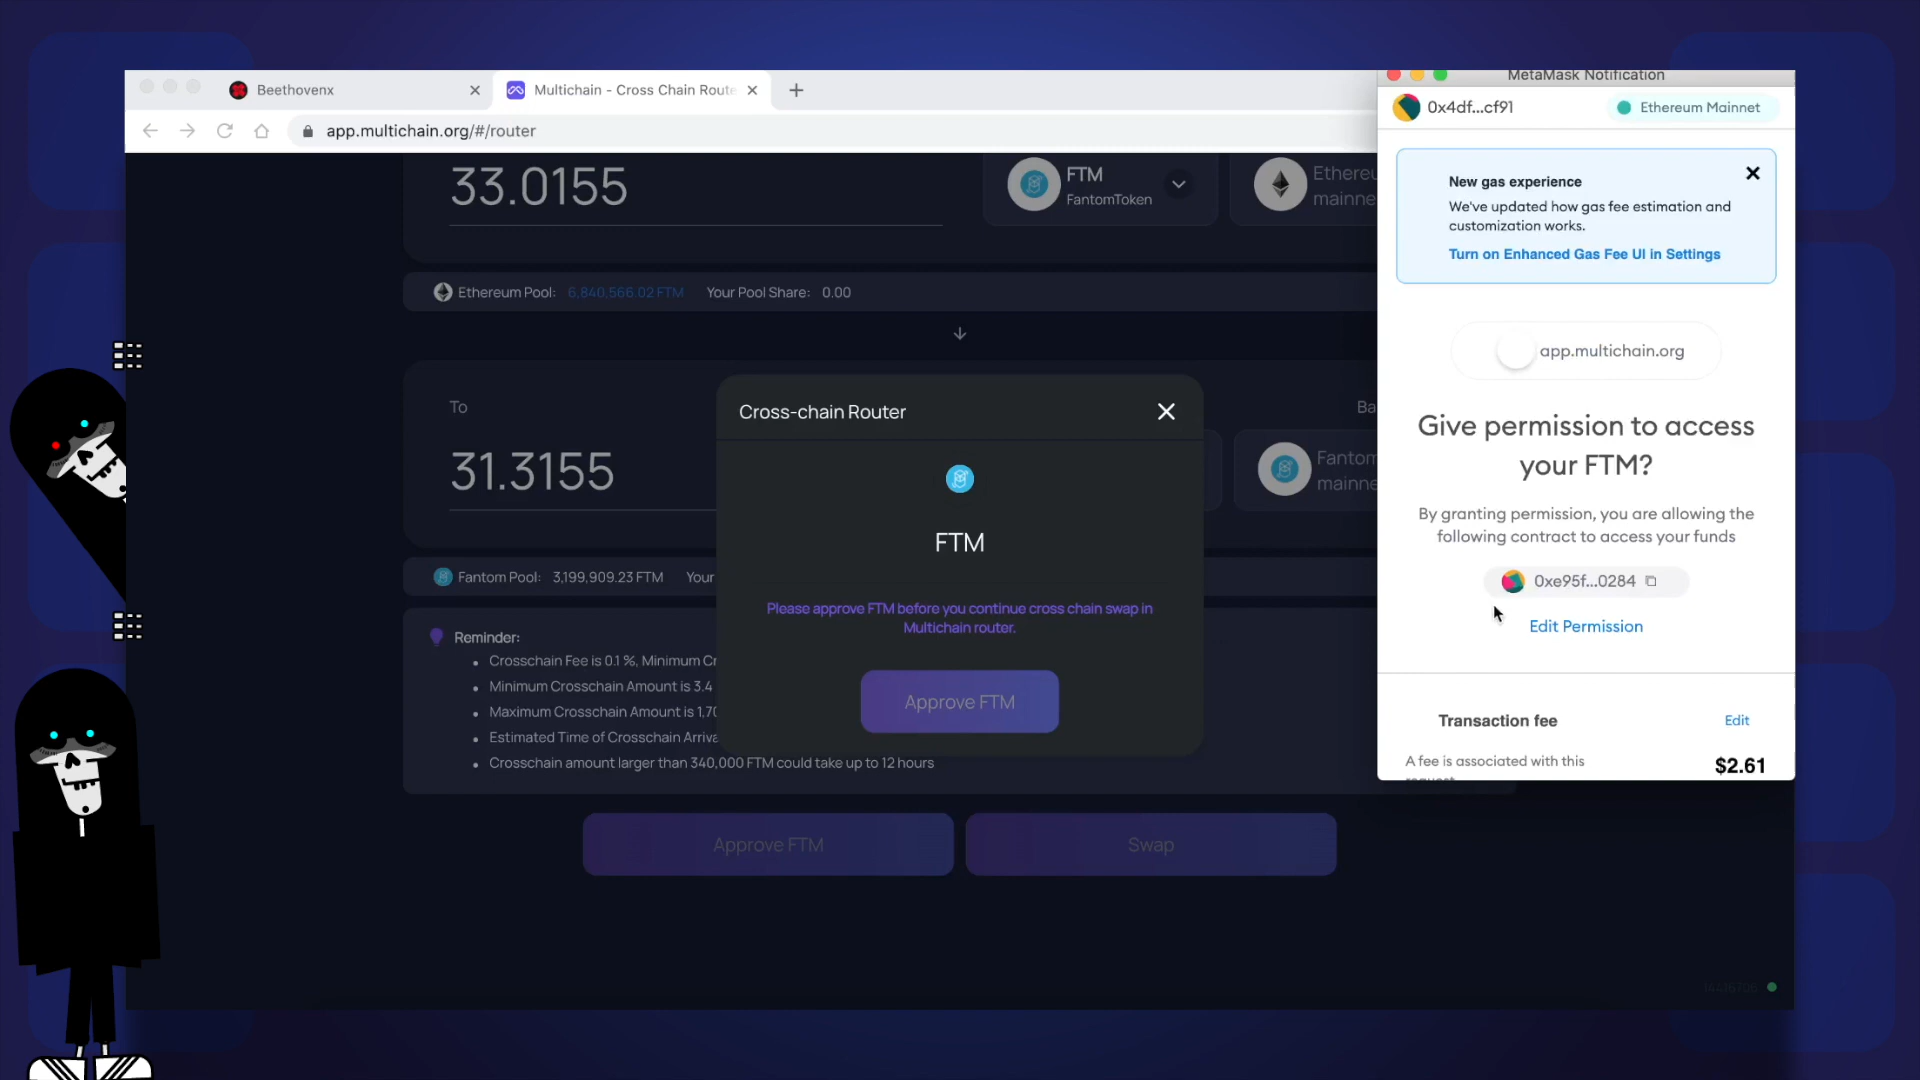 Beethovenx
Multichain - Cross Chain Route
MetaMask Notification
app.multichain.org/#/router
0x4df...cf91
Ethereum Mainnet
New gas experience
We've updated how gas fee estimation and
customization works.
Turn on Enhanced Gas Fee UI in Settings
33.0155
FTM
FantomToken
Ethereu
mainne
Ethereum Pool: 6,840,566.02 FTM Your Pool Share: 0.00
app.multichain.org
To
Ba
31.3155
Fantom
mainne
Cross-chain Router
FTM
Please approve FTM before you continue cross chain swap in
Multichain router.
Approve FTM
Give permission to access
your FTM?
By granting permission, you are allowing the
following contract to access your funds
0xe95f...0284
Edit Permission
Transaction fee
Edit
A fee is associated with this
request.
$2.61
Fantom Pool: 3,199,909.23 FTM Your
Reminder:
Crosschain Fee is 0.1 %, Minimum Cr
Minimum Crosschain Amount is 3.4
Maximum Crosschain Amount is 1,70
Estimated Time of Crosschain Arriva
Crosschain amount larger than 340,000 FTM could take up to 12 hours
Approve FTM
Swap